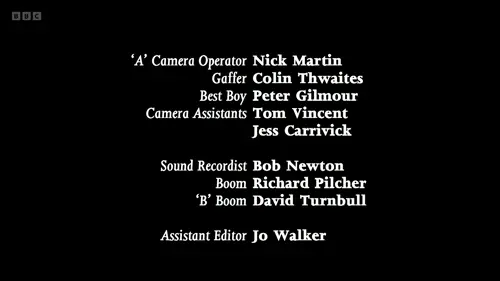 BBC
‘A’ Camera Operator Nick Martin
Gaffer Colin Thwaites
Best Boy Peter Gilmour
Camera Assistants Tom Vincent
Jess Carrivick
Sound Recordist Bob Newton
Boom Richard Pilcher
‘B’ Boom David Turnbull
Assistant Editor Jo Walker